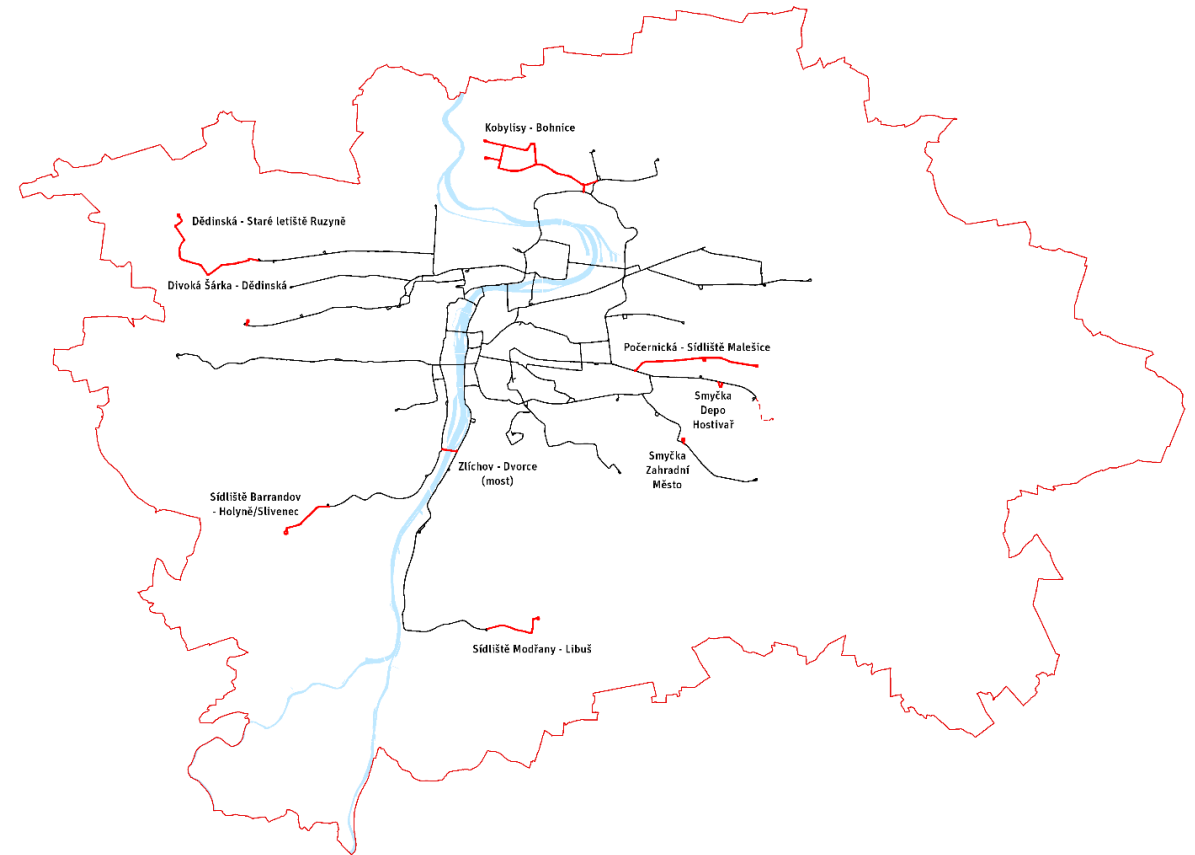 Kobylisy - Bohnice
Dědinská - Staré letiště Ruzyně
Divoká Šárka - Dědinská
Počernická - Sídliště Malešice
Smyčka
Depo
Hostivař
Smyčka
Zahradní
Město
Zlíchov - Dvorce
(most)
Sídliště Barrandov
- Holyně/Slivenec
Sídliště Modřany - Libuš